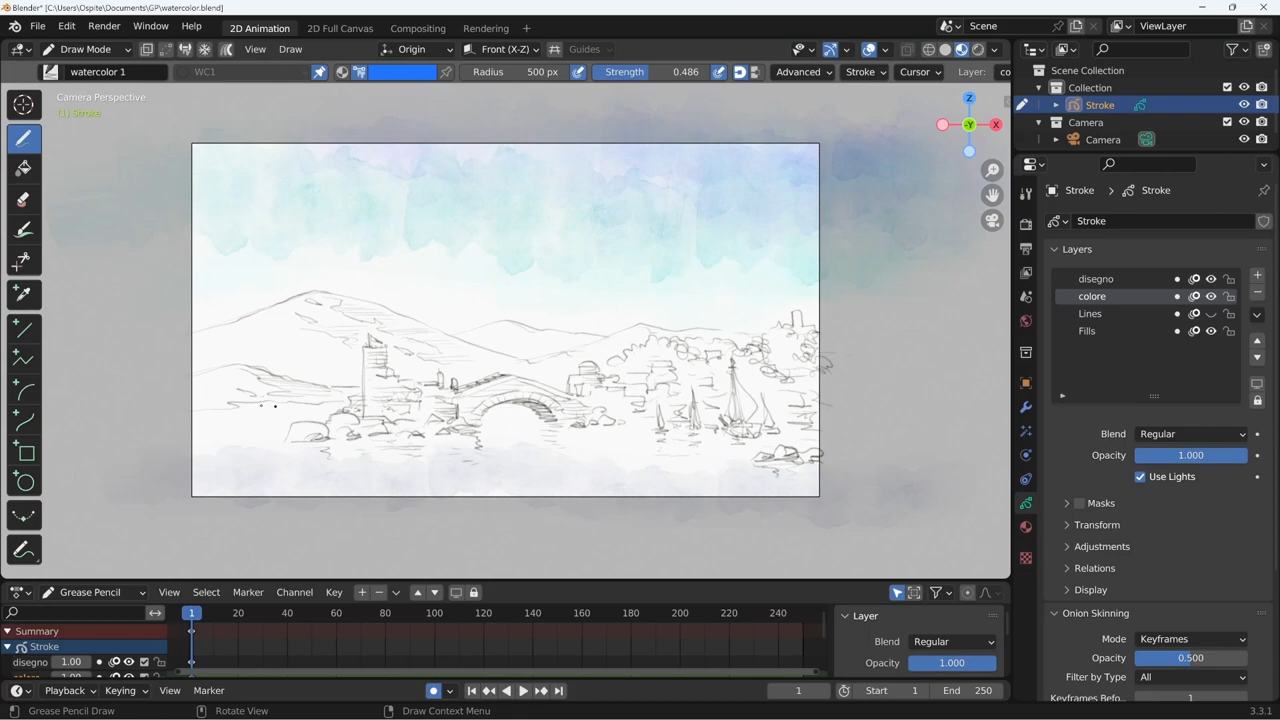 Blender* [C:\Users\Ospite\Documents\GP\watercolor.blend]
File Edit Render Window Help 2D Animation 2D Full Canvas Compositing Rendering + Scene ViewLayer
Draw Mode View Draw Origin Front (X-Z) Guides
watercolor 1 WC1 Radius 500 px Strength 0.486 Advanced Stroke Cursor Layer: co
Camera Perspective
(1) Stroke
Z
-Y
X
Scene Collection
Collection
Stroke
Camera
Camera
Stroke > Stroke
Stroke
Layers
disegno
colore
Lines
Fills
Blend Regular
Opacity 1.000
Use Lights
Masks
Transform
Adjustments
Relations
Display
Onion Skinning
Mode Keyframes
Opacity 0.500
Filter by Type All
Keyframes Befo.. 1
Grease Pencil View Select Marker Channel Key
1 20 40 60 80 100 120 140 160 180 200 220 240
Summary
Stroke
disegno 1.00
Layer
Blend Regular
Opacity 1.000
Playback Keying View Marker 1 Start 1 End 250
Grease Pencil Draw Rotate View Draw Context Menu 3.3.1